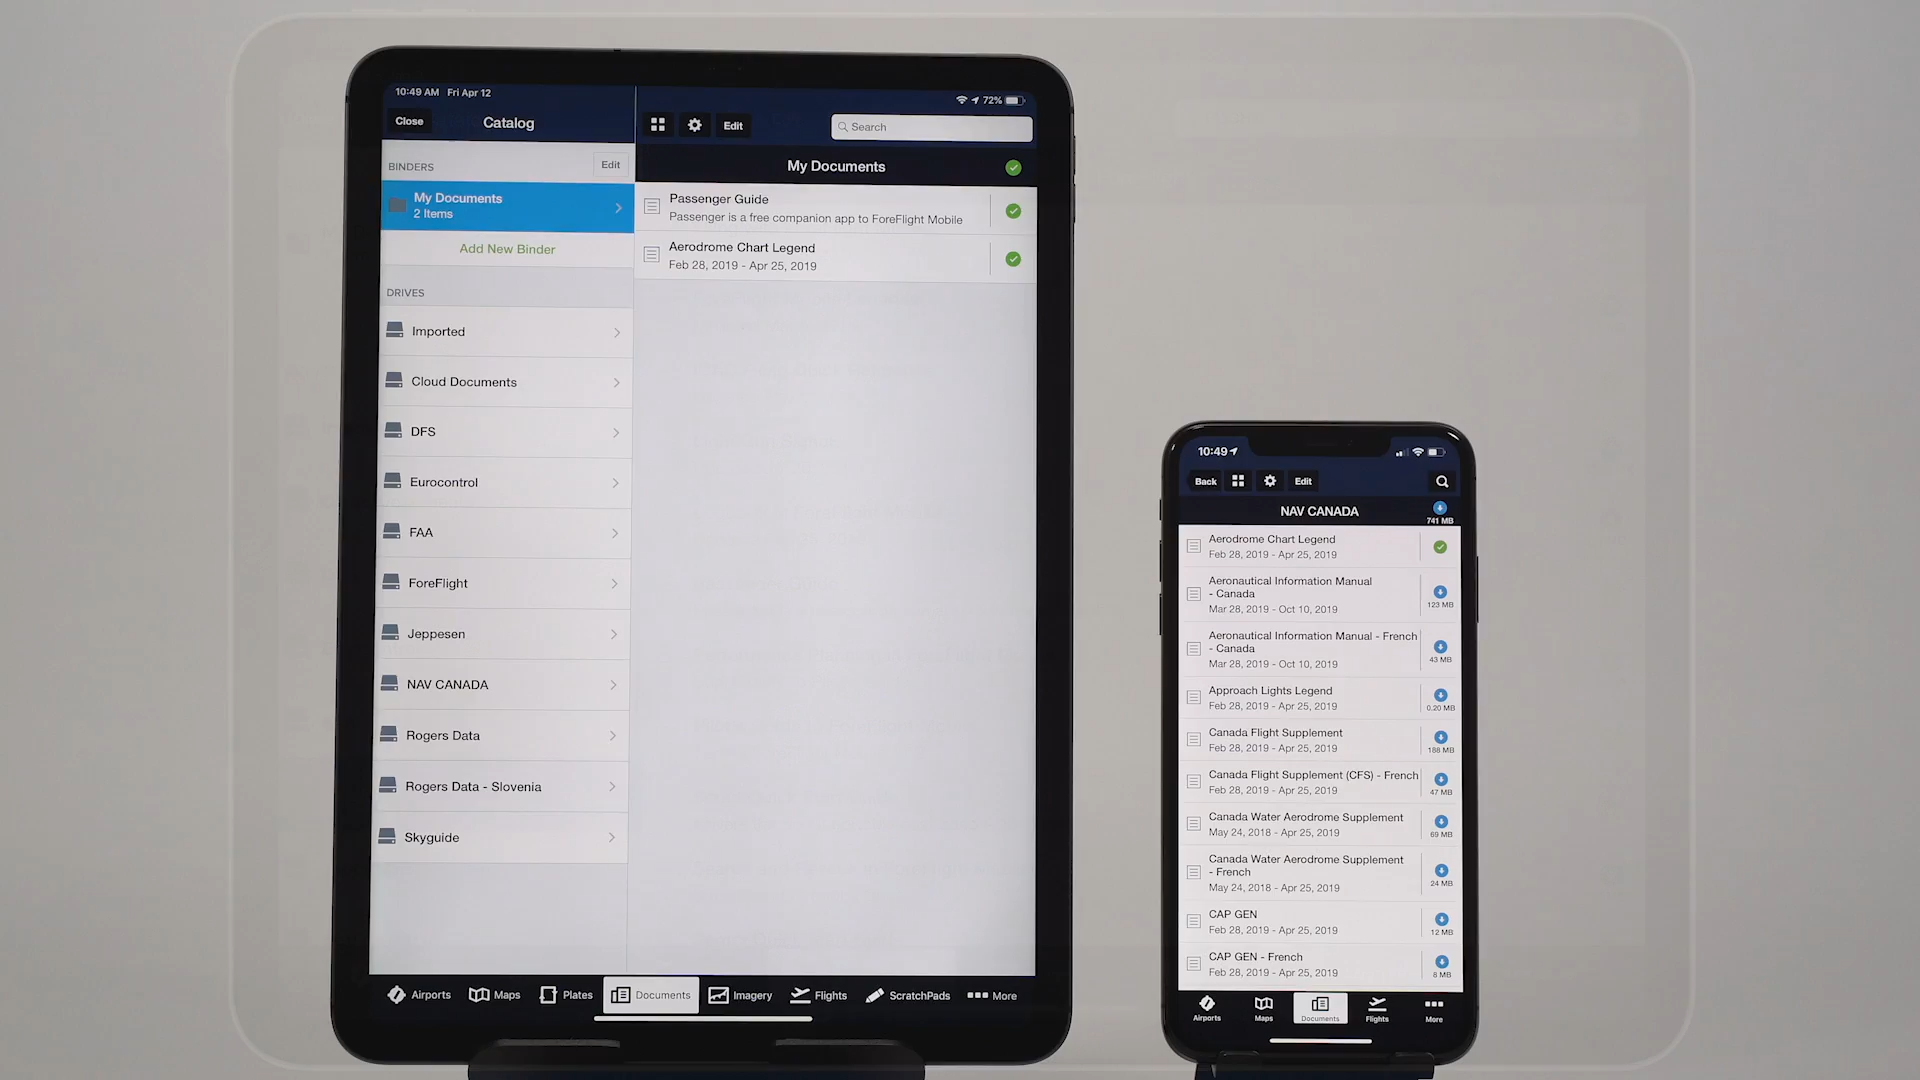 10:49 AM Fri Apr 12
72%
Close
Catalog
Edit
Search
BINDERS
Edit
My Documents
My Documents
2 Items
Passenger Guide
Passenger is a free companion app to ForeFlight Mobile
Add New Binder
Aerodrome Chart Legend
Feb 28, 2019 - Apr 25, 2019
DRIVES
Imported
Cloud Documents
DFS
Eurocontrol
FAA
ForeFlight
Jeppesen
NAV CANADA
Rogers Data
Rogers Data - Slovenia
Skyguide
Airports
Maps
Plates
Documents
Imagery
Flights
ScratchPads
More
10:49
Back
Edit
NAV CANADA
741 MB
Aerodrome Chart Legend
Feb 28, 2019 - Apr 25, 2019
Aeronautical Information Manual
- Canada
Mar 28, 2019 - Oct 10, 2019
123 MB
Aeronautical Information Manual - French
- Canada
Mar 28, 2019 - Oct 10, 2019
43 MB
Approach Lights Legend
Feb 28, 2019 - Apr 25, 2019
0.20 MB
Canada Flight Supplement
Feb 28, 2019 - Apr 25, 2019
188 MB
Canada Flight Supplement (CFS) - French
Feb 28, 2019 - Apr 25, 2019
47 MB
Canada Water Aerodrome Supplement
May 24, 2018 - Apr 25, 2019
69 MB
Canada Water Aerodrome Supplement
- French
May 24, 2018 - Apr 25, 2019
24 MB
CAP GEN
Feb 28, 2019 - Apr 25, 2019
12 MB
CAP GEN - French
Feb 28, 2019 - Apr 25, 2019
8 MB
Airports
Maps
Documents
Flights
More